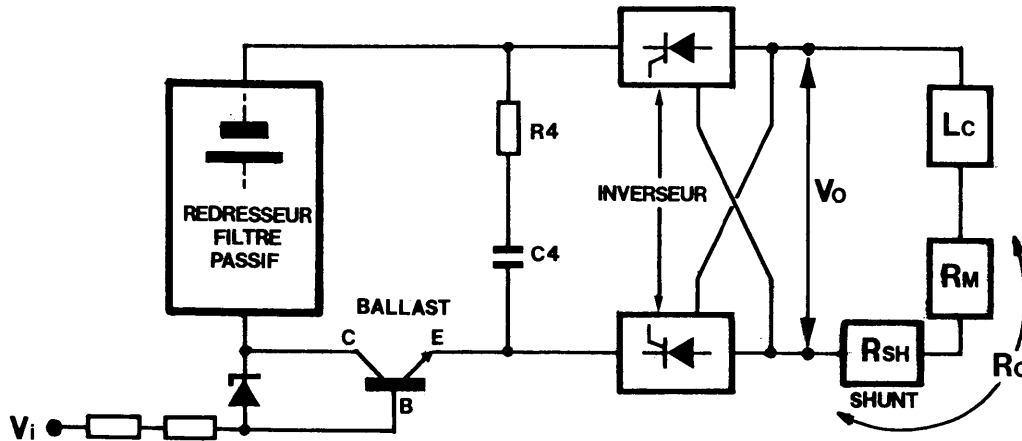 REDRESSEUR
FILTRE
PASSIF
R4
C4
INVERSEUR
VO
LC
RM
RSH
SHUNT
BALLAST
C
E
B
Vi